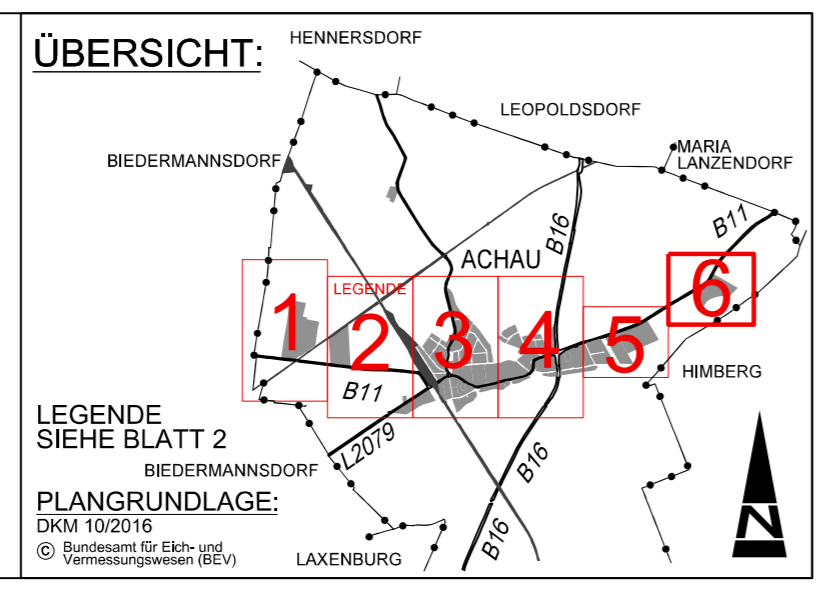 ÜBERSICHT:
HENNERSDORF
LEOPOLDSDORF
BIEDERMANNSDORF
MARIA
LANZENDORF
B11
B16
ACHAU
6
1
LEGENDE
2
3
4
5
HIMBERG
B11
LEGENDE
SIEHE BLATT 2
L2079
BIEDERMANNSDORF
B16
PLANGRUNDLAGE:
DKM 10/2016
© Bundesamt für Eich- und
Vermessungswesen (BEV)
LAXENBURG
B16
N